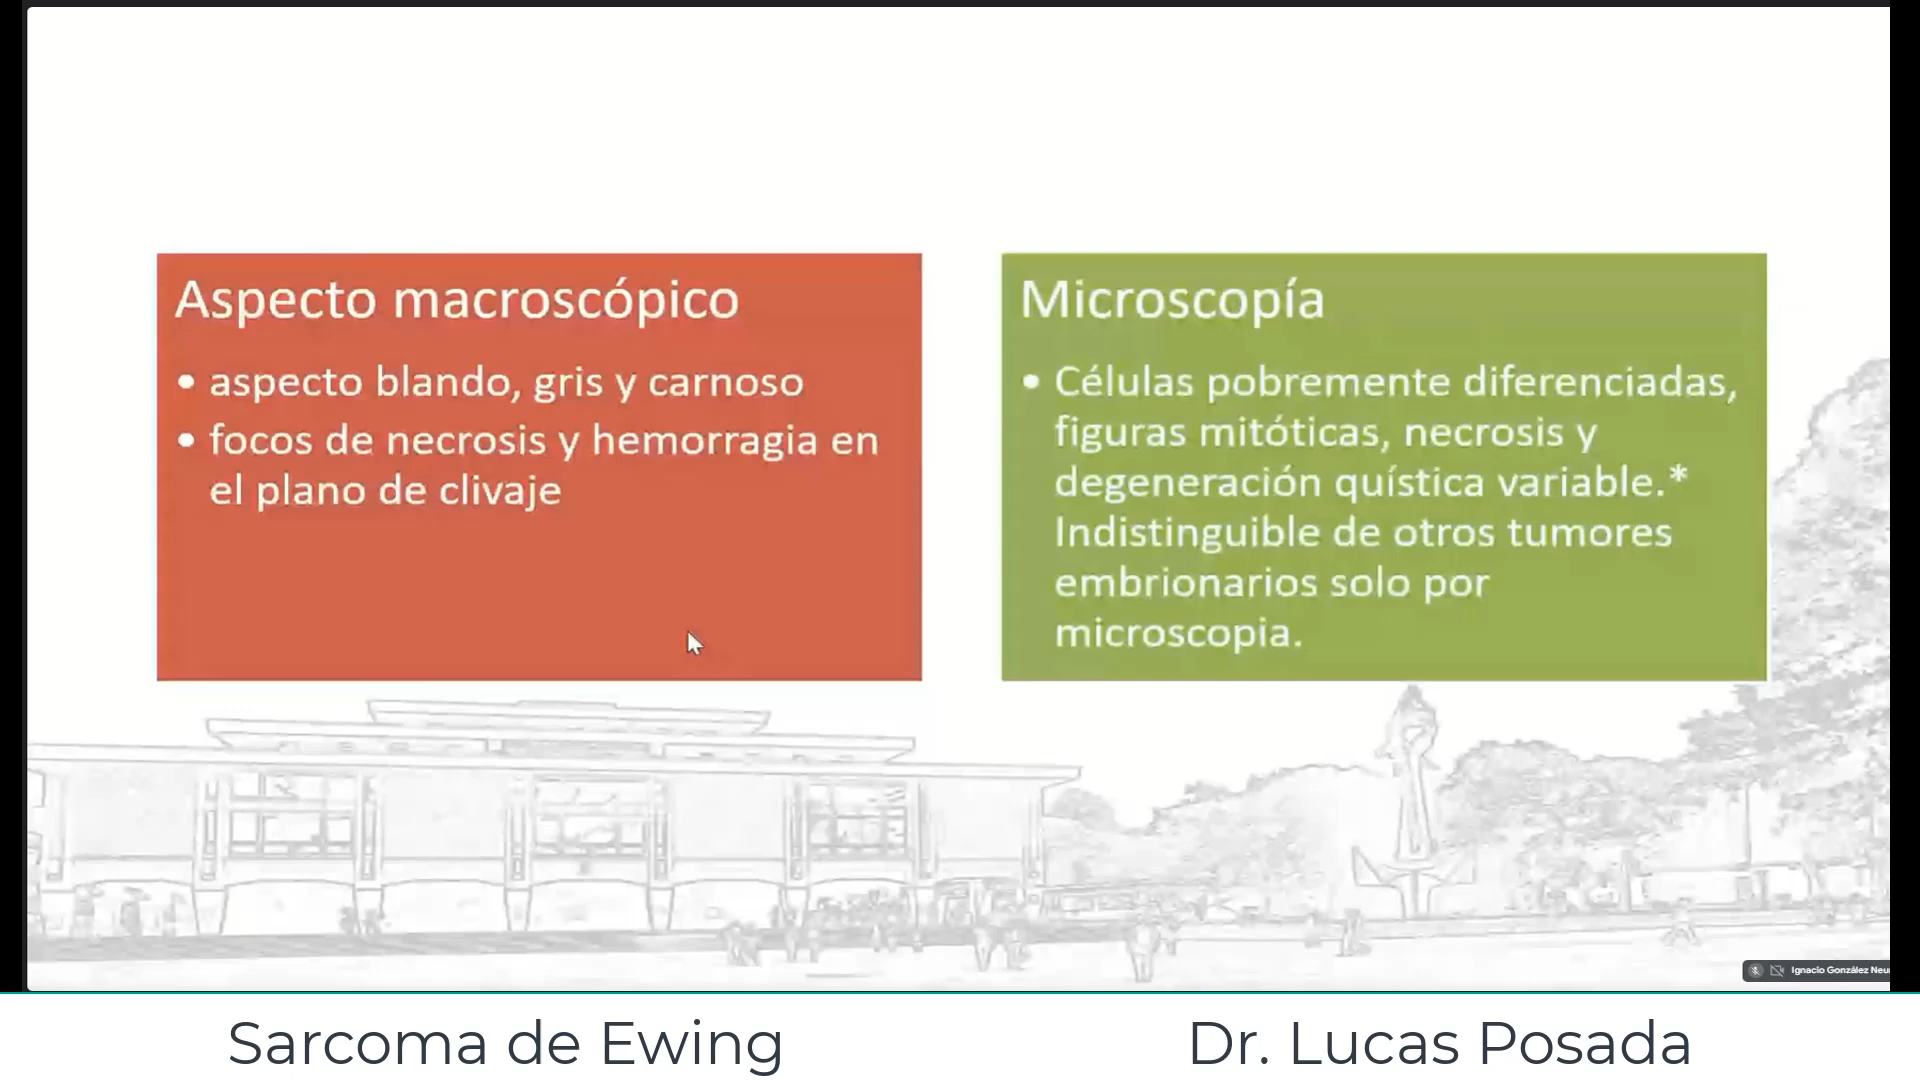 Aspecto macroscópico
• aspecto blando, gris y carnoso
• focos de necrosis y hemorragia en
el plano de clivaje
Microscopía
• Células pobremente diferenciadas,
figuras mitóticas, necrosis y
degeneración quística variable.*
Indistinguible de otros tumores
embrionarios solo por
microscopia.
Ignacio González
Sarcoma de Ewing
Dr. Lucas Posada